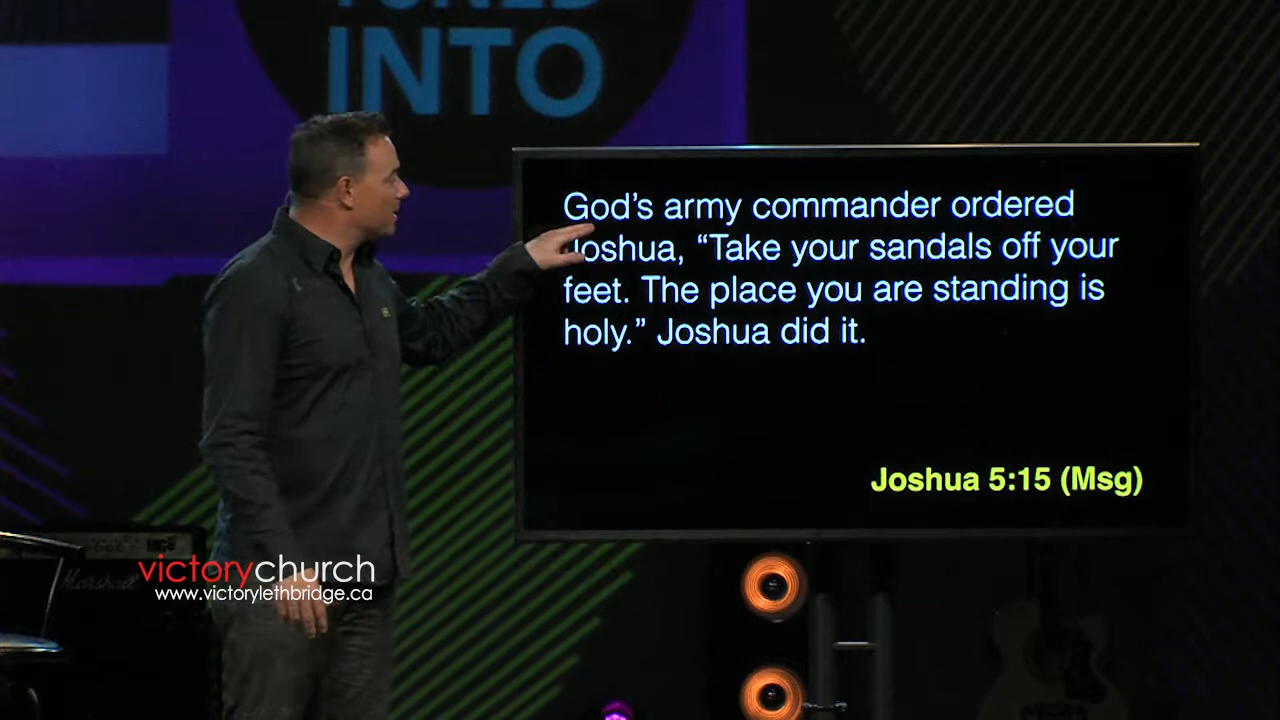 INTO
God's army commander ordered
Joshua, “Take your sandals off your
feet. The place you are standing is
holy.” Joshua did it.
Joshua 5:15 (Msg)
Marshall
victorychurch
www.victorylethbridge.ca